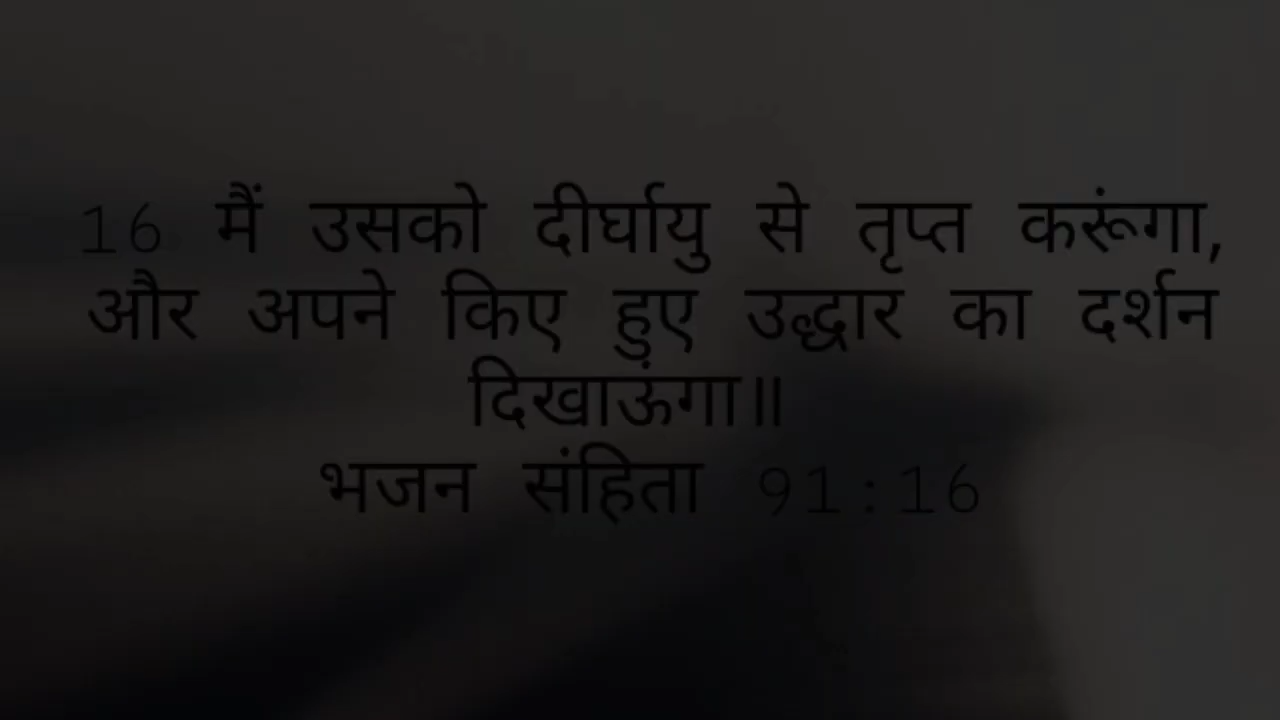 16 मैं उसको दीर्घायु से तृप्त करूंगा,
और अपने किए हुए उद्धार का दर्शन
दिखाऊंगा॥
भजन संहिता 91:16